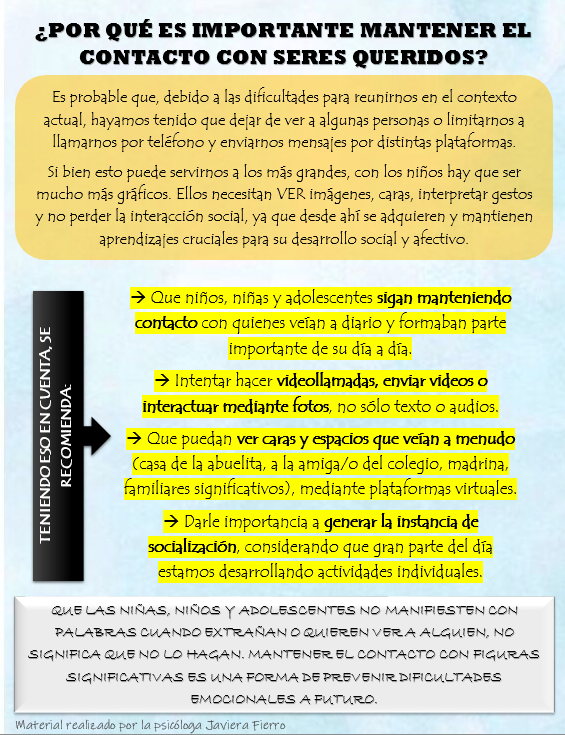 ¿POR QUÉ ES IMPORTANTE MANTENER EL
CONTACTO CON SERES QUERIDOS?
Es probable que, debido a las dificultades para reunirnos en el contexto
actual, hayamos tenido que dejar de ver a algunas personas o limitarnos a
llamarnos por teléfono y enviarnos mensajes por distintas plataformas.
Si bien esto puede servirnos a los más grandes, con los niños hay que ser
mucho más gráficos. Ellos necesitan VER imágenes, caras, interpretar gestos
y no perder la interacción social, ya que desde ahí se adquieren y mantienen
aprendizajes cruciales para su desarrollo social y afectivo.
TENIENDO ESO EN CUENTA, SE
RECOMIENDA:
→ Que niños, niñas y adolescentes sigan manteniendo
contacto con quienes veían a diario y formaban parte
importante de su día a día.
→ Intentar hacer videollamadas, enviar videos o
interactuar mediante fotos, no sólo texto o audios.
→ Que puedan ver caras y espacios que veían a menudo
(casa de la abuelita, a la amiga/o del colegio, madrina,
familiares significativos), mediante plataformas virtuales.
→ Darle importancia a generar la instancia de
socialización, considerando que gran parte del día
estamos desarrollando actividades individuales.
QUE LAS NIÑAS, NIÑOS Y ADOLESCENTES NO MANIFIESTEN CON
PALABRAS CUANDO EXTRAÑAN O QUIEREN VER A ALGUIEN, NO
SIGNIFICA QUE NO LO HAGAN. MANTENER EL CONTACTO CON FIGURAS
SIGNIFICATIVAS ES UNA FORMA DE PREVENIR DIFICULTADES
EMOCIONALES A FUTURO.
Material realizado por la psicóloga Javiera Fierro